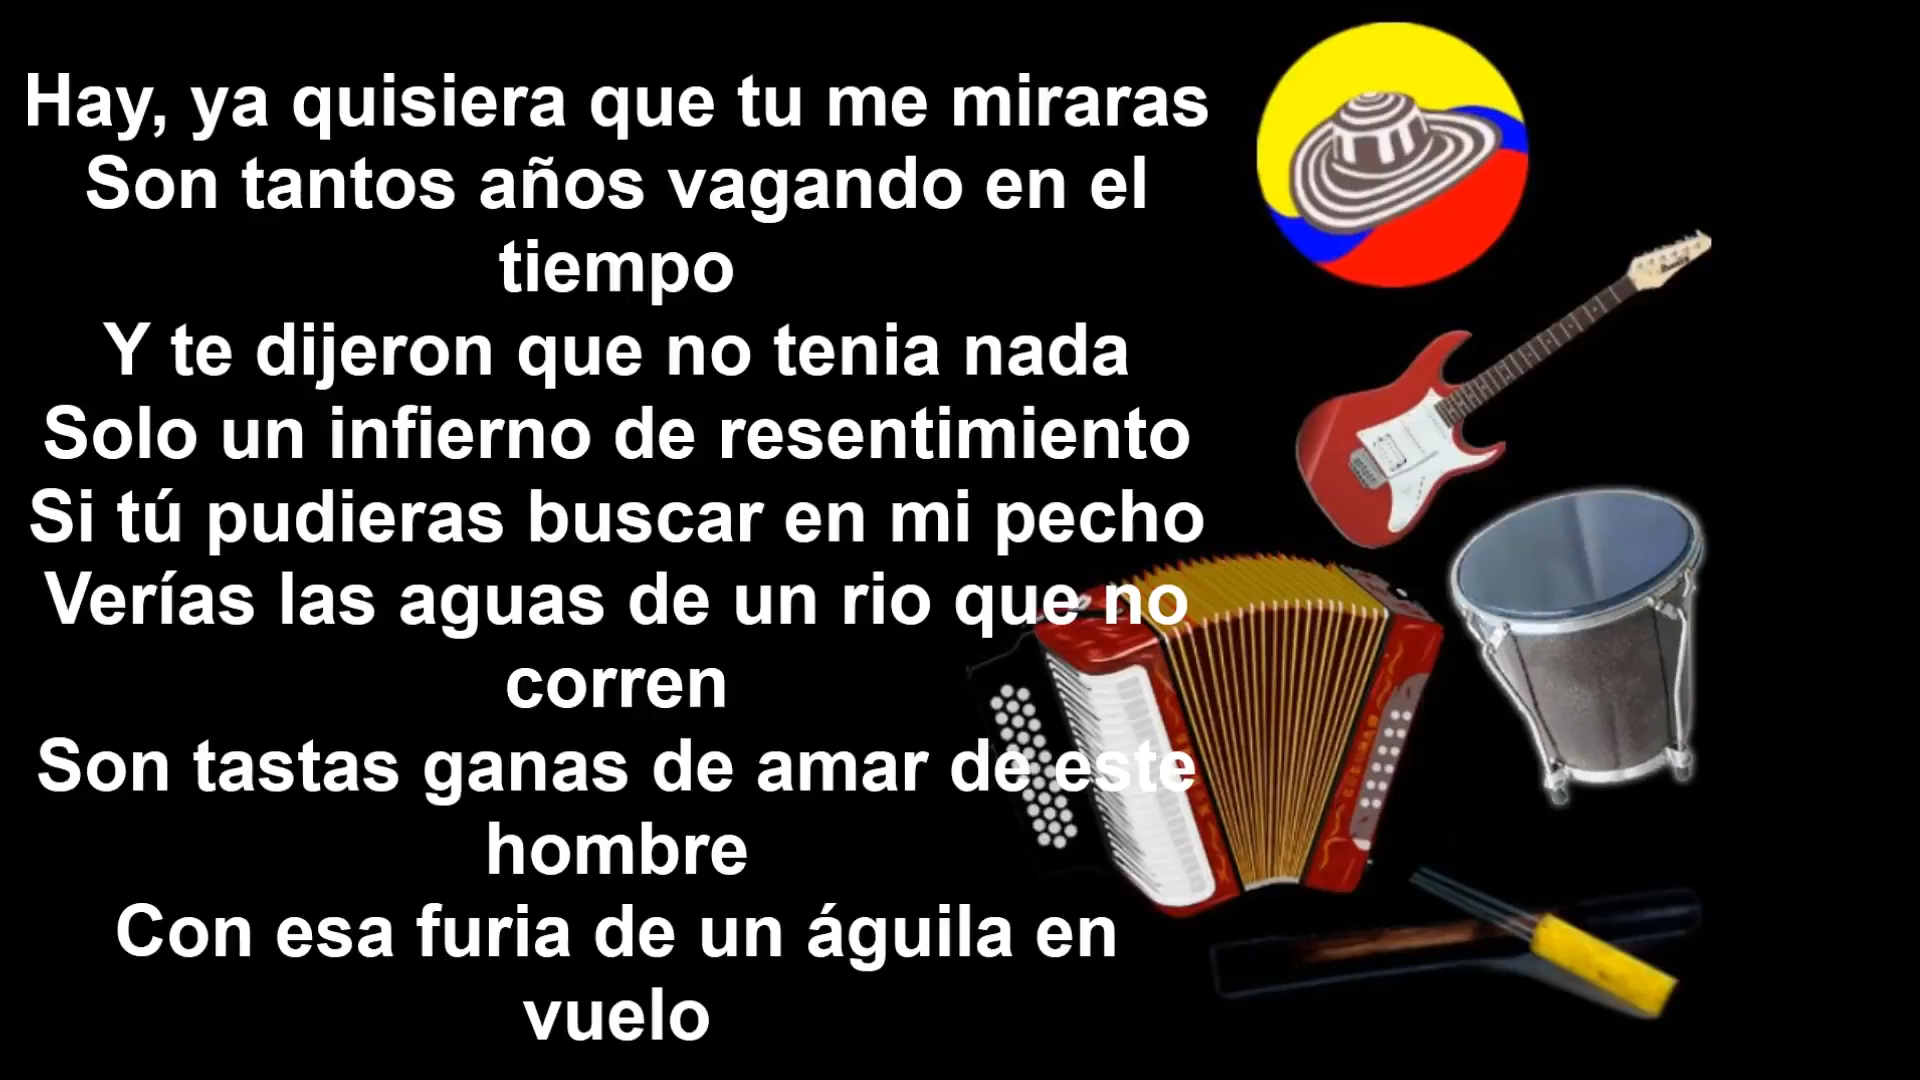 Hay, ya quisiera que tu me miraras
Son tantos años vagando en el
tiempo
Y te dijeron que no tenia nada
Solo un infierno de resentimiento
Si tú pudieras buscar en mi pecho
Verías las aguas de un rio que no
corren
Son tastas ganas de amar de este
hombre
Con esa furia de un águila en
vuelo